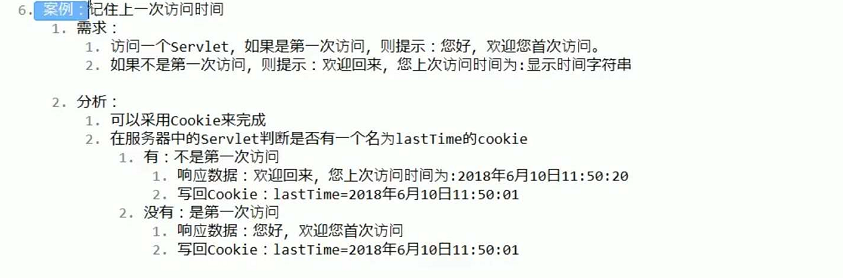 6. 案例：记住上一次访问时间
1. 需求：
1. 访问一个Servlet，如果是第一次访问，则提示：您好，欢迎您首次访问。
2. 如果不是第一次访问，则提示：欢迎回来，您上次访问时间为:显示时间字符串
2. 分析：
1. 可以采用Cookie来完成
2. 在服务器中的Servlet判断是否有一个名为lastTime的cookie
1. 有：不是第一次访问
1. 响应数据：欢迎回来，您上次访问时间为:2018年6月10日11:50:20
2. 写回Cookie：lastTime=2018年6月10日11:50:01
2. 没有：是第一次访问
1. 响应数据：您好，欢迎您首次访问
2. 写回Cookie：lastTime=2018年6月10日11:50:01